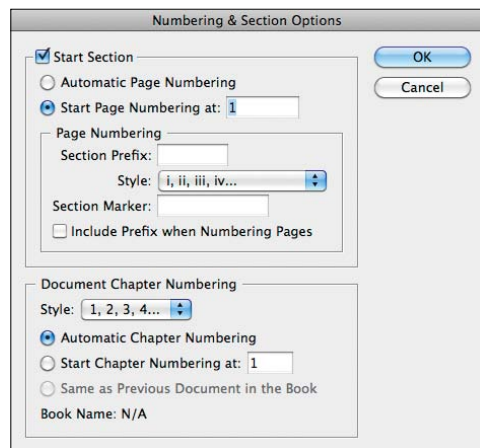 Numbering & Section Options
Start Section
Automatic Page Numbering
Start Page Numbering at: 1
Page Numbering
Section Prefix:
Style: i, ii, iii, iv...
Section Marker:
Include Prefix when Numbering Pages
Document Chapter Numbering
Style: 1, 2, 3, 4...
Automatic Chapter Numbering
Start Chapter Numbering at: 1
Same as Previous Document in the Book
Book Name: N/A
OK
Cancel